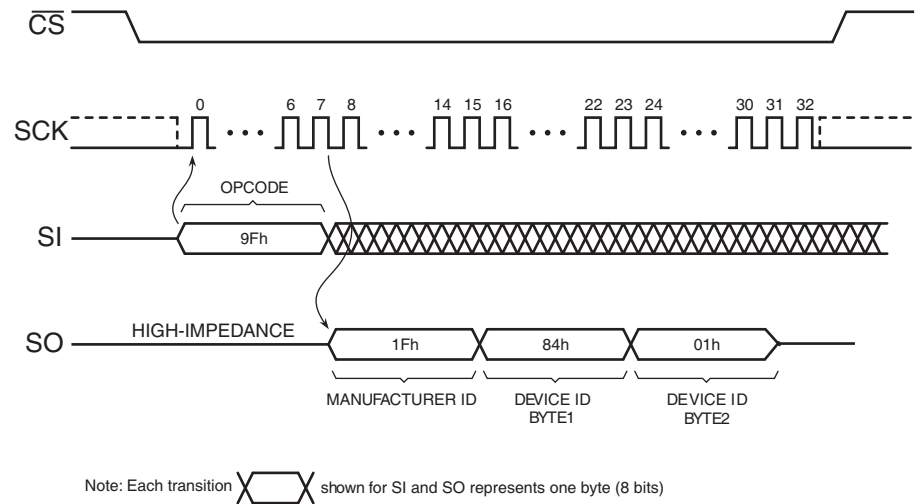 CS
SCK
0 6 7 8 14 15 16 22 23 24 30 31 32
OPCODE
SI
9Fh
HIGH-IMPEDANCE
SO
1Fh 84h 01h
MANUFACTURER ID DEVICE ID DEVICE ID
BYTE1 BYTE2
Note: Each transition shown for SI and SO represents one byte (8 bits)